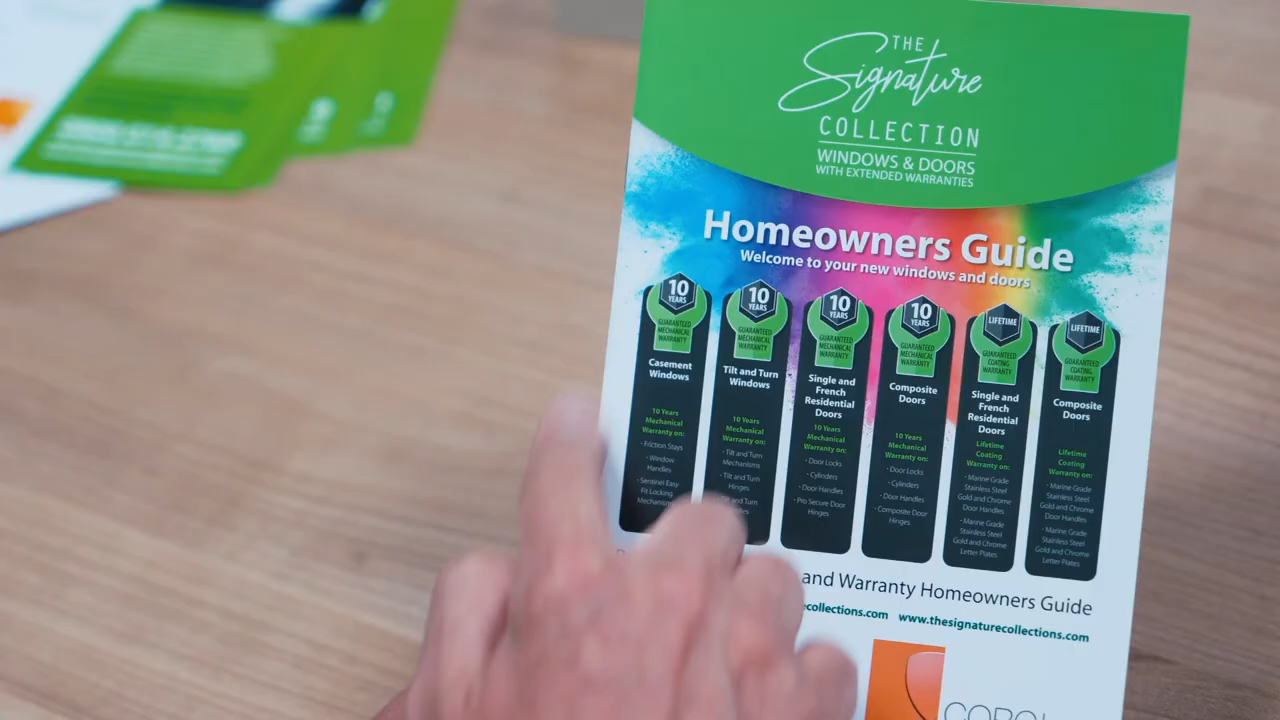 THE
Signature
COLLECTION
WINDOWS & DOORS
WITH EXTENDED WARRANTIES
Homeowners Guide
Welcome to your new windows and doors
10
YEARS
GUARANTEED
MECHANICAL
WARRANTY
Casement
Windows
10 Years
Mechanical
Warranty on:
· Friction Stays
· Window
Handles
· Sentinel Easy
Fit Locking
10
YEARS
GUARANTEED
MECHANICAL
WARRANTY
Tilt and Turn
Windows
10 Years
Mechanical
Warranty on:
· Tilt and Turn
Mechanisms
· Tilt and Turn
Hinges
and Turn
10
YEARS
GUARANTEED
MECHANICAL
WARRANTY
Single and
French
Residential
Doors
10 Years
Mechanical
Warranty on:
· Door Locks
· Cylinders
· Door Handles
· Pro Secure Door
Hinges
10
YEARS
GUARANTEED
MECHANICAL
WARRANTY
Composite
Doors
10 Years
Mechanical
Warranty on:
· Door Locks
· Cylinders
· Door Handles
· Composite Door
Hinges
LIFETIME
GUARANTEED
COATING
WARRANTY
Single and
French
Residential
Doors
Lifetime
Coating
Warranty on:
· Marine Grade
Stainless Steel
Gold and Chrome
Door Handles
· Marine Grade
Stainless Steel
Gold and Chrome
Letter Plates
LIFETIME
GUARANTEED
COATING
WARRANTY
Composite
Doors
Lifetime
Coating
Warranty on:
· Marine Grade
Stainless Steel
Gold and Chrome
Door Handles
· Marine Grade
Stainless Steel
Gold and Chrome
Letter Plates
and Warranty Homeowners Guide
ecollections.com www.thesignaturecollections.com